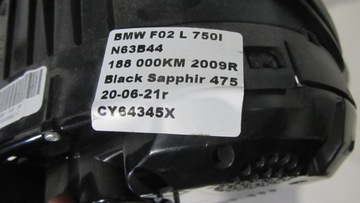 BMW F02 L 750I
N63B44
188 000KM 2009R
Black Sapphir 475
20-06-21r
CY64345X